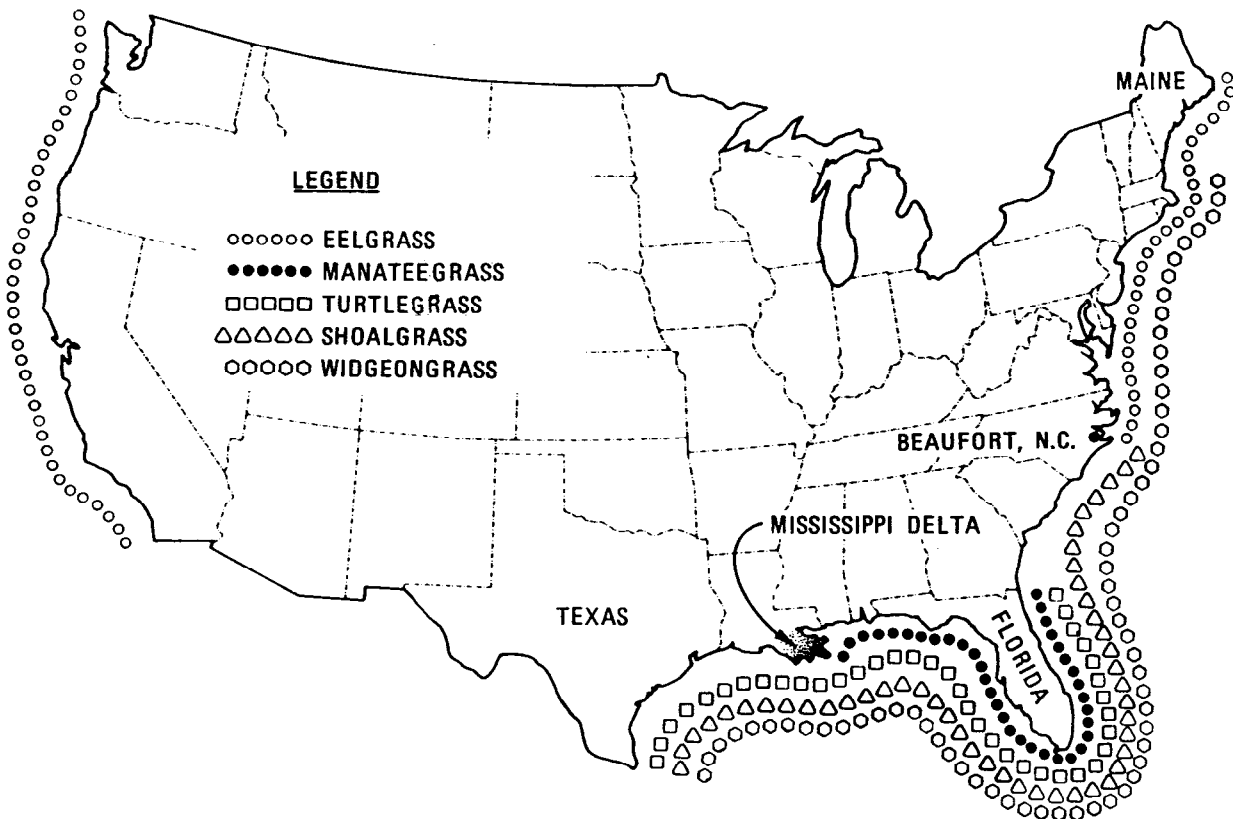 MAINE
LEGEND
EELGRASS
MANATEEGRASS
TURTLEGRASS
SHOALGRASS
WIDGEONGRASS
BEAUFORT, N.C.
MISSISSIPPI DELTA
TEXAS
FLORIDA